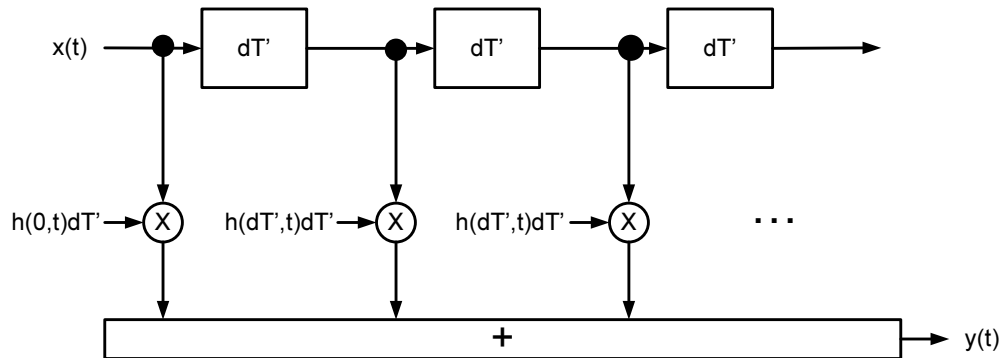 x(t) dT' dT' dT'
h(0,t)dT' X h(dT',t)dT' X h(dT',t)dT' X ...
+ y(t)